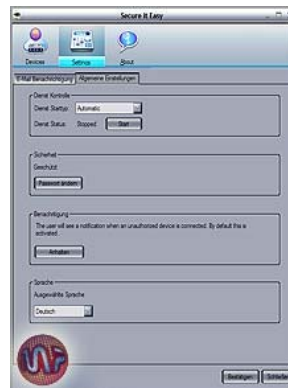 Secure it Easy
Devices Settings About
E-Mail Benachrichtigung Allgemeine Einstellungen
Dienst Kontrolle
Dienst Starttyp: Automatic
Dienst Status: Stopped Start
Sicherheit
Geschützt
Passwort ändern
Benachrichtigung
The user will see a notification when an unauthorized device is connected. By default this is
activated.
Anhalten
Sprache
Ausgewählte Sprache
Deutsch
Bestätigen Schließen